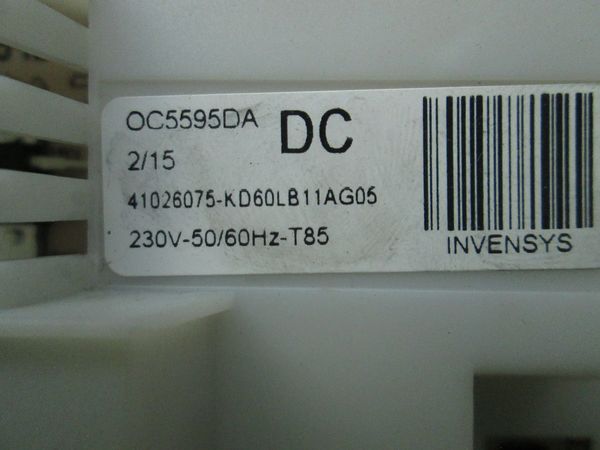 OC5595DA
DC
2/15
41026075-KD60LB11AG05
230V-50/60Hz-T85
INVENSYS